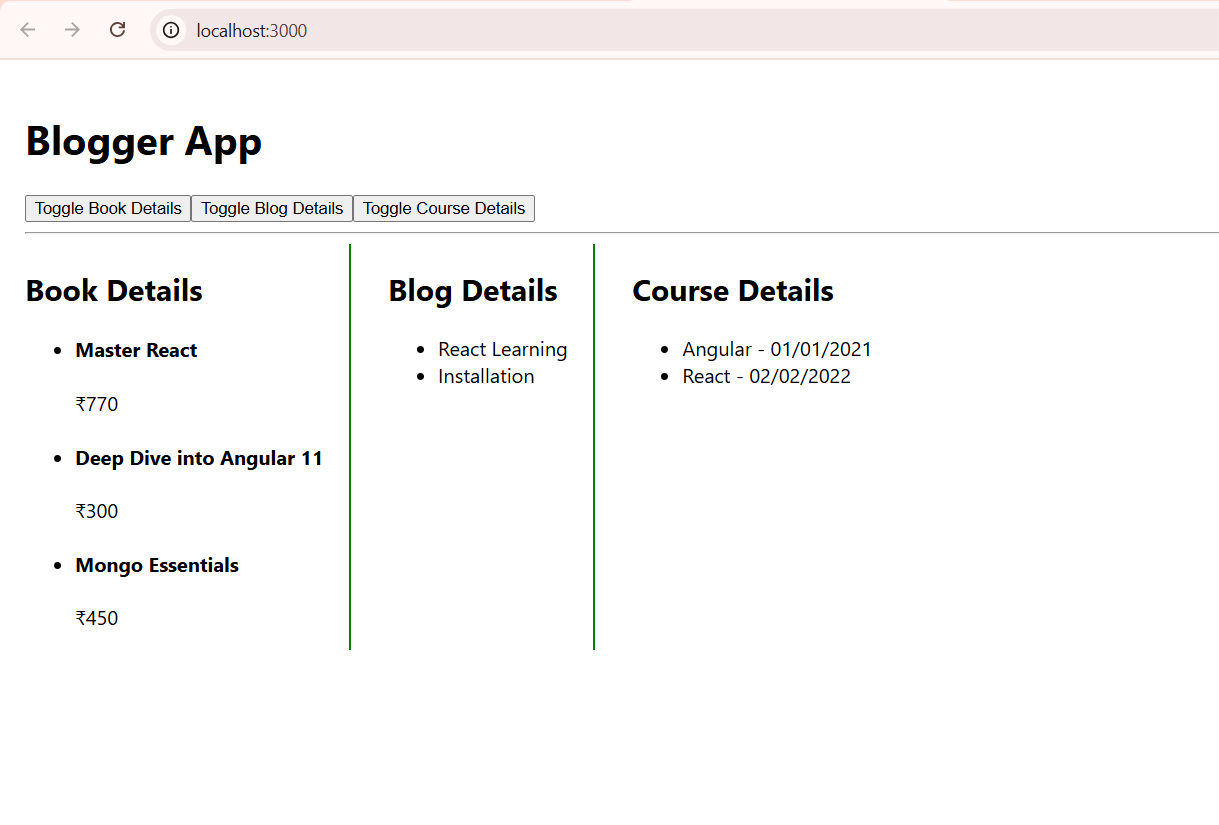 localhost:3000
Blogger App
Toggle Book Details Toggle Blog Details Toggle Course Details
Book Details
Master React
₹770
Deep Dive into Angular 11
₹300
Mongo Essentials
₹450
Blog Details
React Learning
Installation
Course Details
Angular - 01/01/2021
React - 02/02/2022